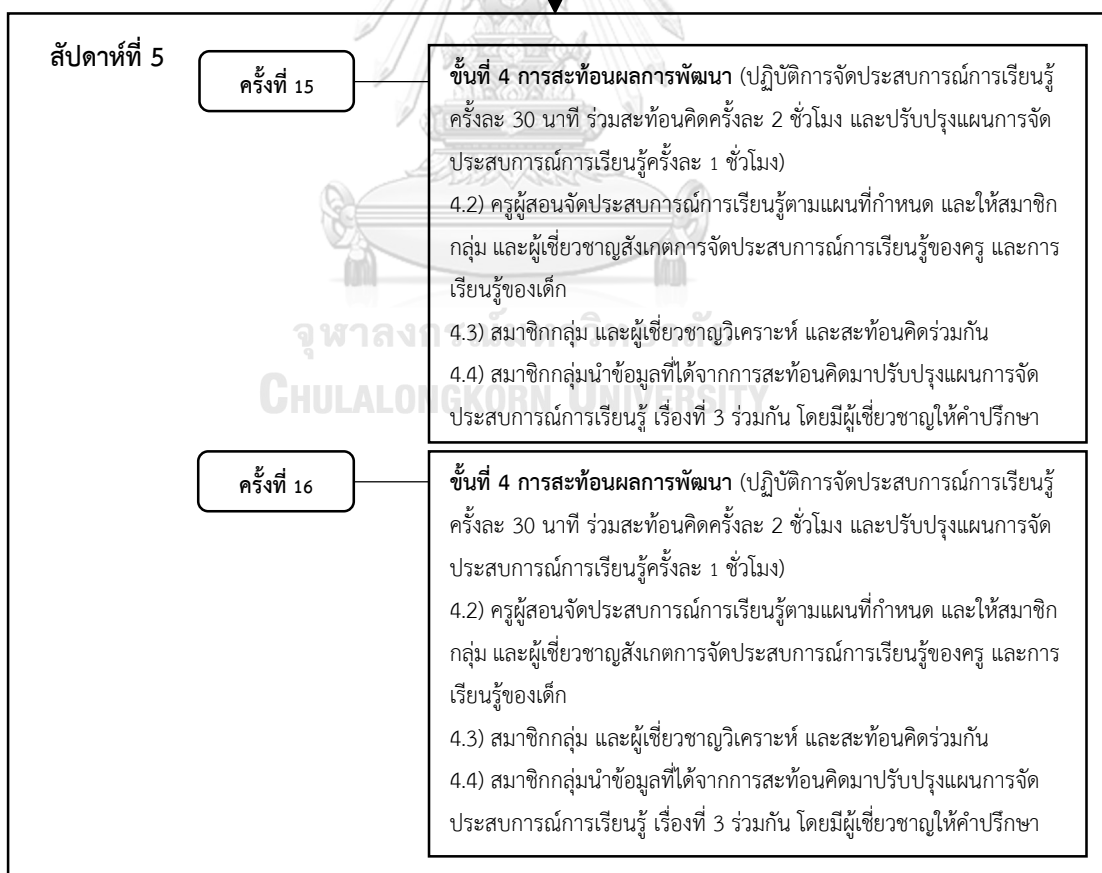 สัปดาห์ที่ 5
ครั้งที่ 15
ขั้นที่ 4 การสะท้อนผลการพัฒนา (ปฏิบัติการจัดประสบการณ์การเรียนรู้
ครั้งละ 30 นาที ร่วมสะท้อนคิดครั้งละ 2 ชั่วโมง และปรับปรุงแผนการจัด
ประสบการณ์การเรียนรู้ครั้งละ 1 ชั่วโมง)
4.2) ครูผู้สอนจัดประสบการณ์การเรียนรู้ตามแผนที่กำหนด และให้สมาชิก
กลุ่ม และผู้เชี่ยวชาญสังเกตการจัดประสบการณ์การเรียนรู้ของครู และการ
เรียนรู้ของเด็ก
4.3) สมาชิกกลุ่ม และผู้เชี่ยวชาญวิเคราะห์ และสะท้อนคิดร่วมกัน
4.4) สมาชิกกลุ่มนำข้อมูลที่ได้จากการสะท้อนคิดมาปรับปรุงแผนการจัด
ประสบการณ์การเรียนรู้ เรื่องที่ 3 ร่วมกัน โดยมีผู้เชี่ยวชาญให้คำปรึกษา
จุฬาลงกรณ์มหาวิทยาลัย
CHULALONGKORN UNIVERSITY
ครั้งที่ 16
ขั้นที่ 4 การสะท้อนผลการพัฒนา (ปฏิบัติการจัดประสบการณ์การเรียนรู้
ครั้งละ 30 นาที ร่วมสะท้อนคิดครั้งละ 2 ชั่วโมง และปรับปรุงแผนการจัด
ประสบการณ์การเรียนรู้ครั้งละ 1 ชั่วโมง)
4.2) ครูผู้สอนจัดประสบการณ์การเรียนรู้ตามแผนที่กำหนด และให้สมาชิก
กลุ่ม และผู้เชี่ยวชาญสังเกตการจัดประสบการณ์การเรียนรู้ของครู และการ
เรียนรู้ของเด็ก
4.3) สมาชิกกลุ่ม และผู้เชี่ยวชาญวิเคราะห์ และสะท้อนคิดร่วมกัน
4.4) สมาชิกกลุ่มนำข้อมูลที่ได้จากการสะท้อนคิดมาปรับปรุงแผนการจัด
ประสบการณ์การเรียนรู้ เรื่องที่ 3 ร่วมกัน โดยมีผู้เชี่ยวชาญให้คำปรึกษา